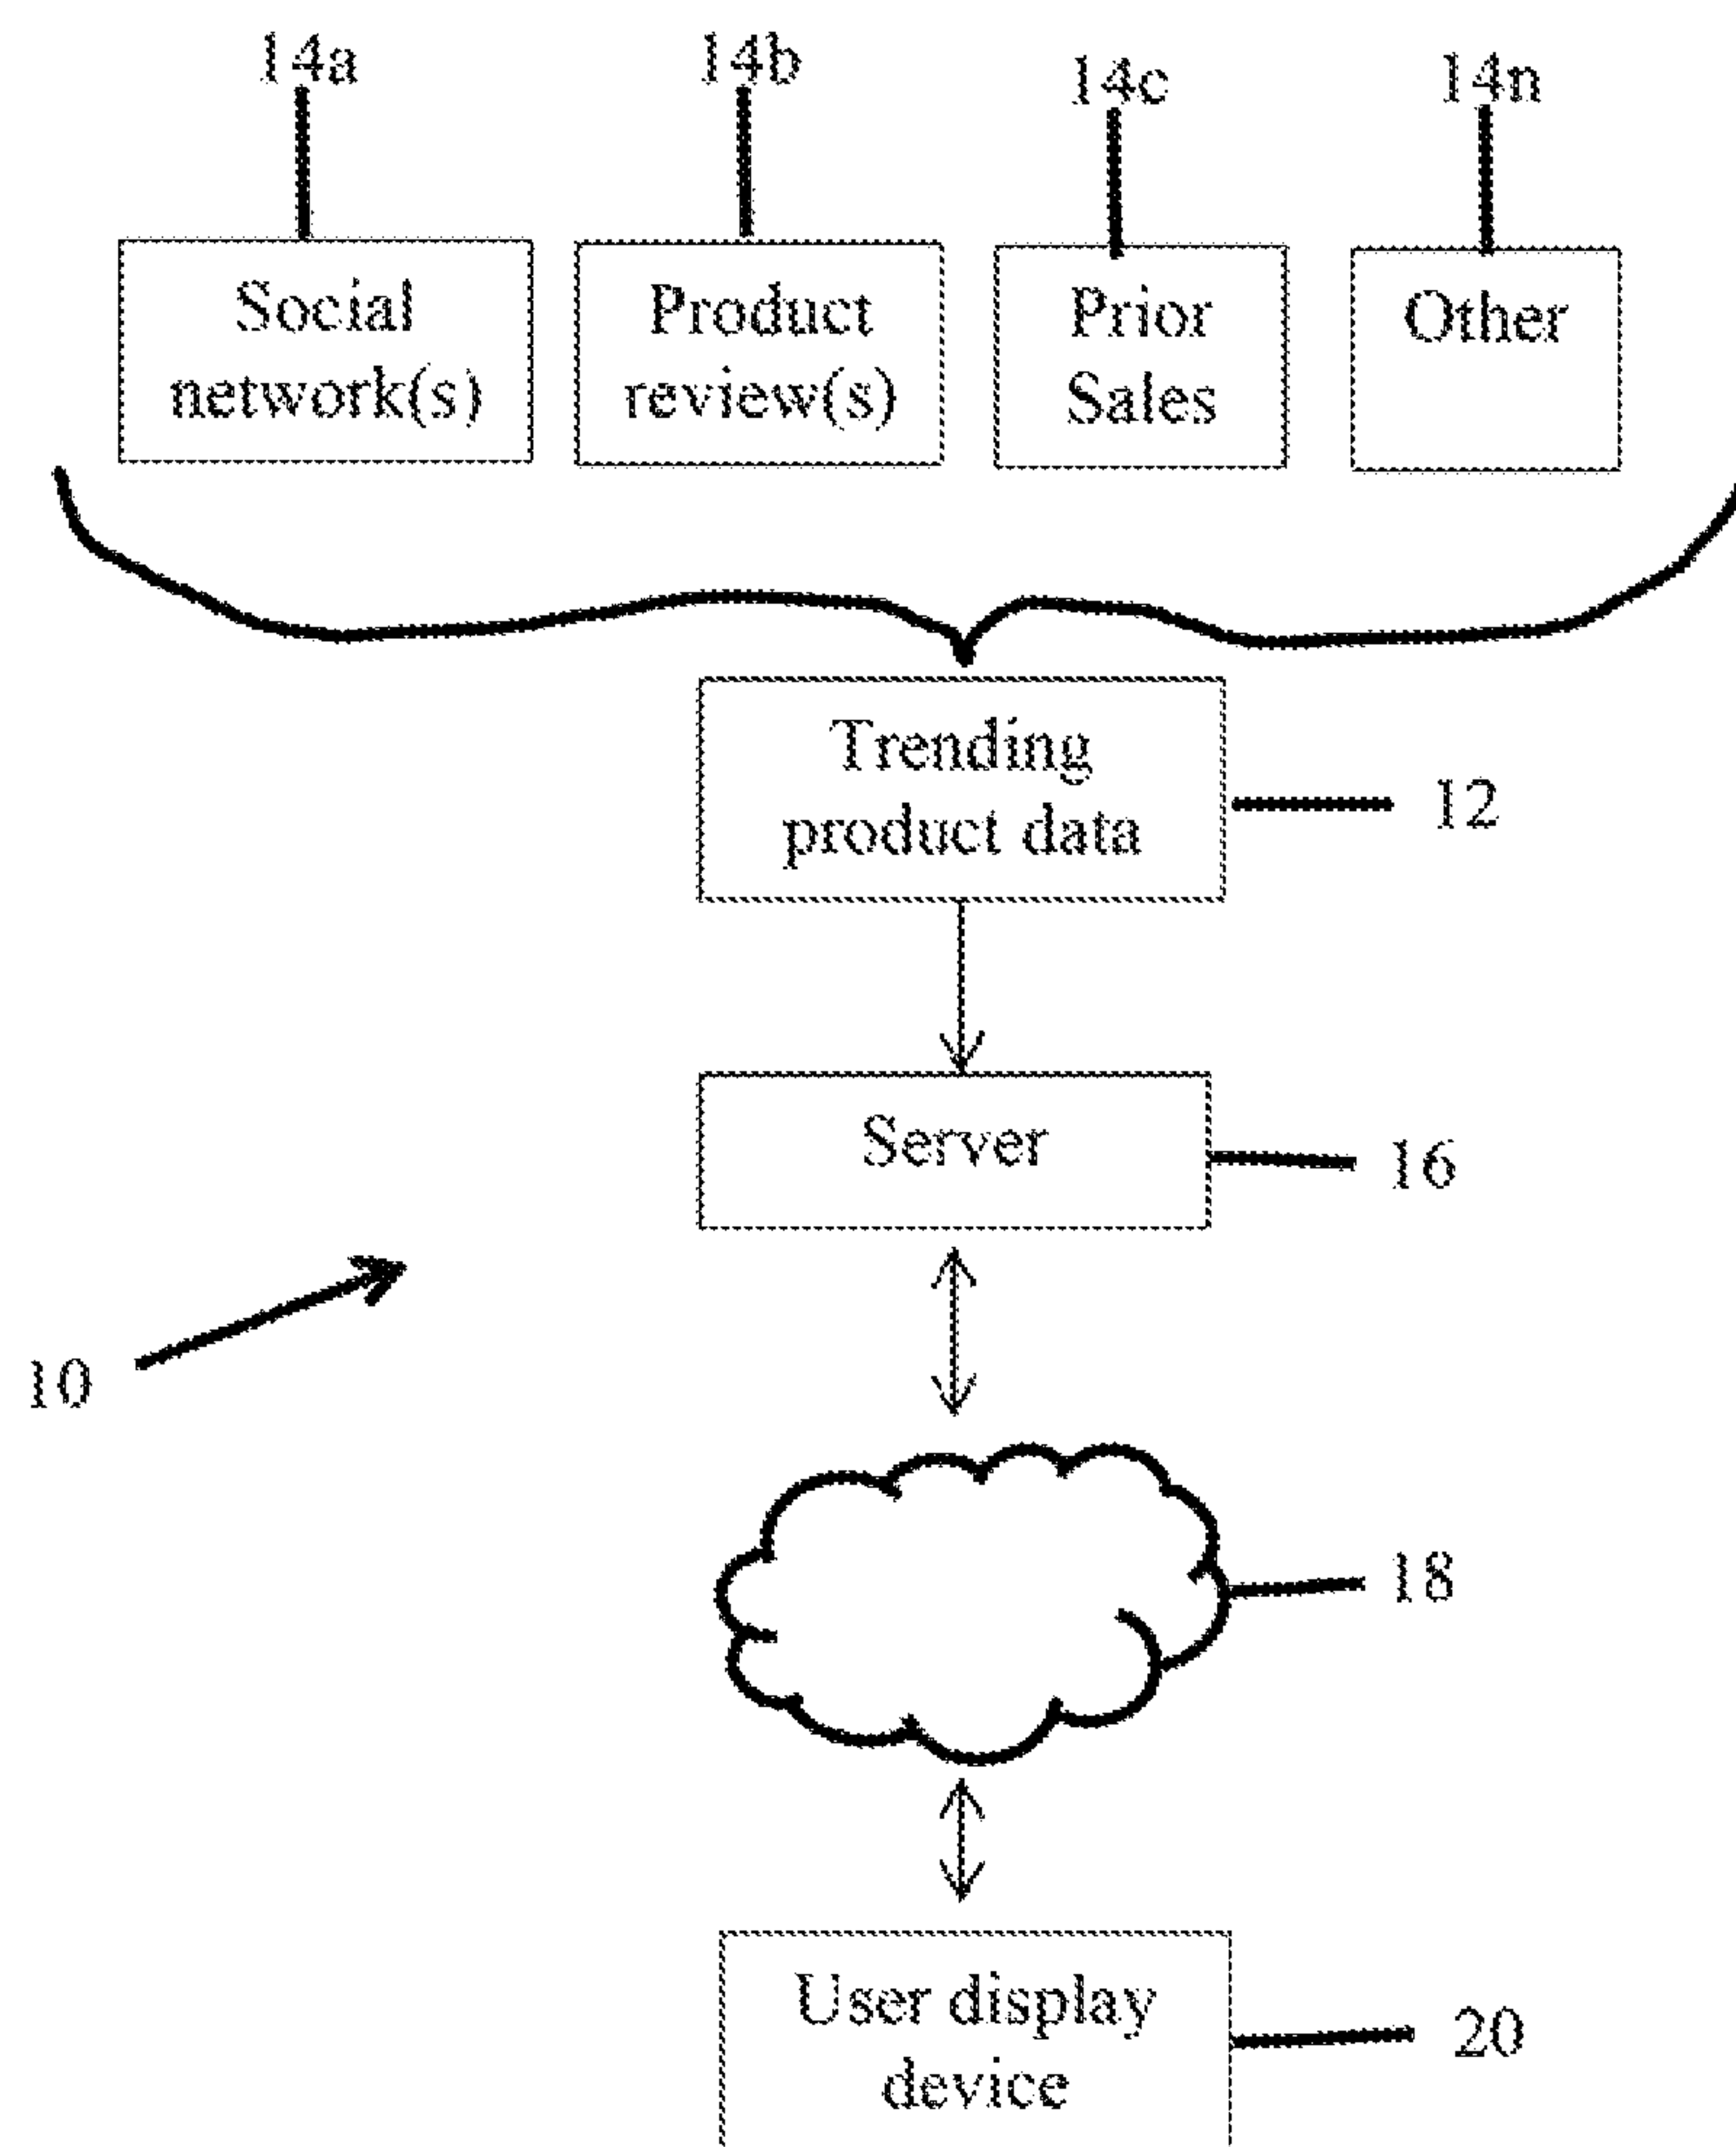 14a
14b
14c
14n
Social
network(s)
Product
review(s)
Prior
Sales
Other
Trending
product data
12
Server
16
10
18
User display
device
20